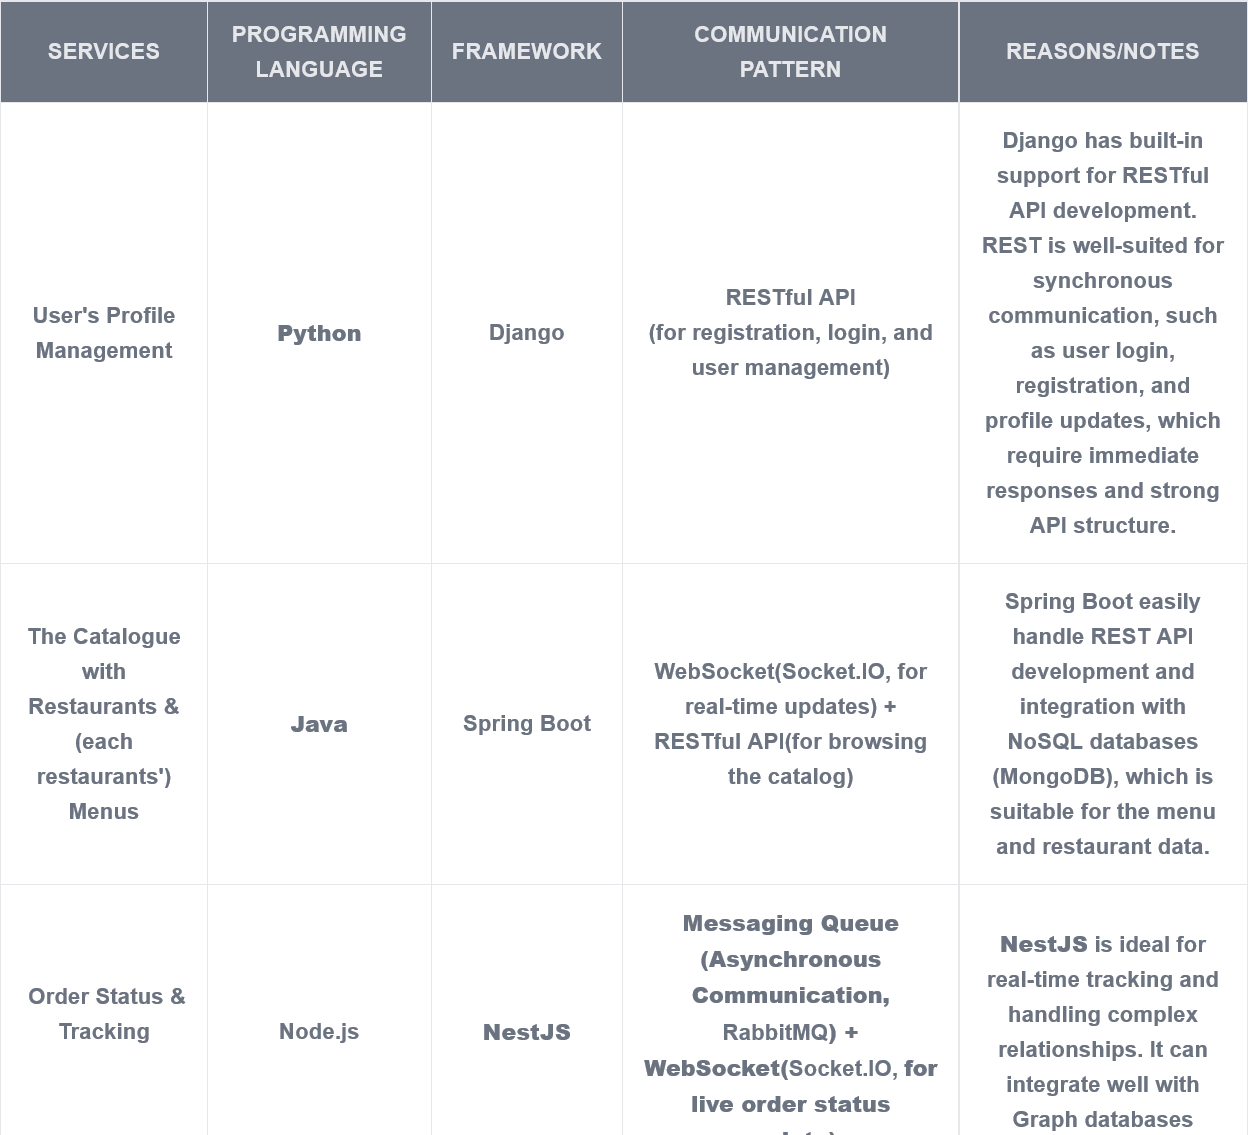 SERVICES
PROGRAMMING
LANGUAGE
FRAMEWORK
COMMUNICATION
PATTERN
REASONS/NOTES
User's Profile
Management
Python
Django
RESTful API
(for registration, login, and
user management)
Django has built-in
support for RESTful
API development.
REST is well-suited for
synchronous
communication, such
as user login,
registration, and
profile updates, which
require immediate
responses and strong
API structure.
The Catalogue
with
Restaurants &
(each
restaurants')
Menus
Java
Spring Boot
WebSocket(Socket.IO, for
real-time updates) +
RESTful API(for browsing
the catalog)
Spring Boot easily
handle REST API
development and
integration with
NoSQL databases
(MongoDB), which is
suitable for the menu
and restaurant data.
Order Status &
Tracking
Node.js
NestJS
Messaging Queue
(Asynchronous
Communication,
RabbitMQ) +
WebSocket(Socket.IO, for
live order status
NestJS is ideal for
real-time tracking and
handling complex
relationships. It can
integrate well with
Graph databases